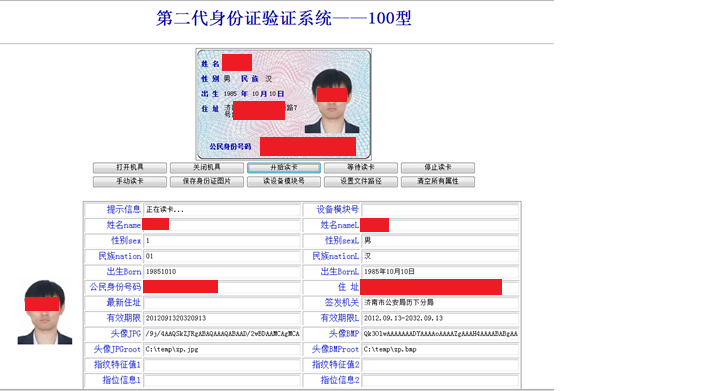 第二代身份证验证系统——100型
姓 名
性 别 男 民 族 汉
出 生 1985 年 10 月 10 日
住 址 济 路7
号
公民身份号码
打开机具 关闭机具 开始读卡 等待读卡 停止读卡
手动读卡 保存身份证图片 读设备模块号 设置文件路径 清空所有属性
提示信息 正在读卡... 设备模块号
姓名name 姓名nameL
性别sex 1 性别sexL 男
民族nation 01 民族nationL 汉
出生Born 19851010 出生BornL 1985年10月10日
公民身份号码 住 址
最新住址 签发机关 济南市公安局历下分局
有效期限 2012091320320913 有效期限L 2012.09.13-2032.09.13
头像JPG /9j/4AAQSkZJRgABAQAAAQABAAD/2wBDAAMCAgMCA 头像BMP Qk3OlwAAAAAAADYAAAAoAAAAZgAAAH4AAAABABgAA
头像JPGroot C:\temp\zp.jpg 头像BMProot C:\temp\zp.bmp
指纹特征值1 指纹特征值2
指位信息1 指位信息2